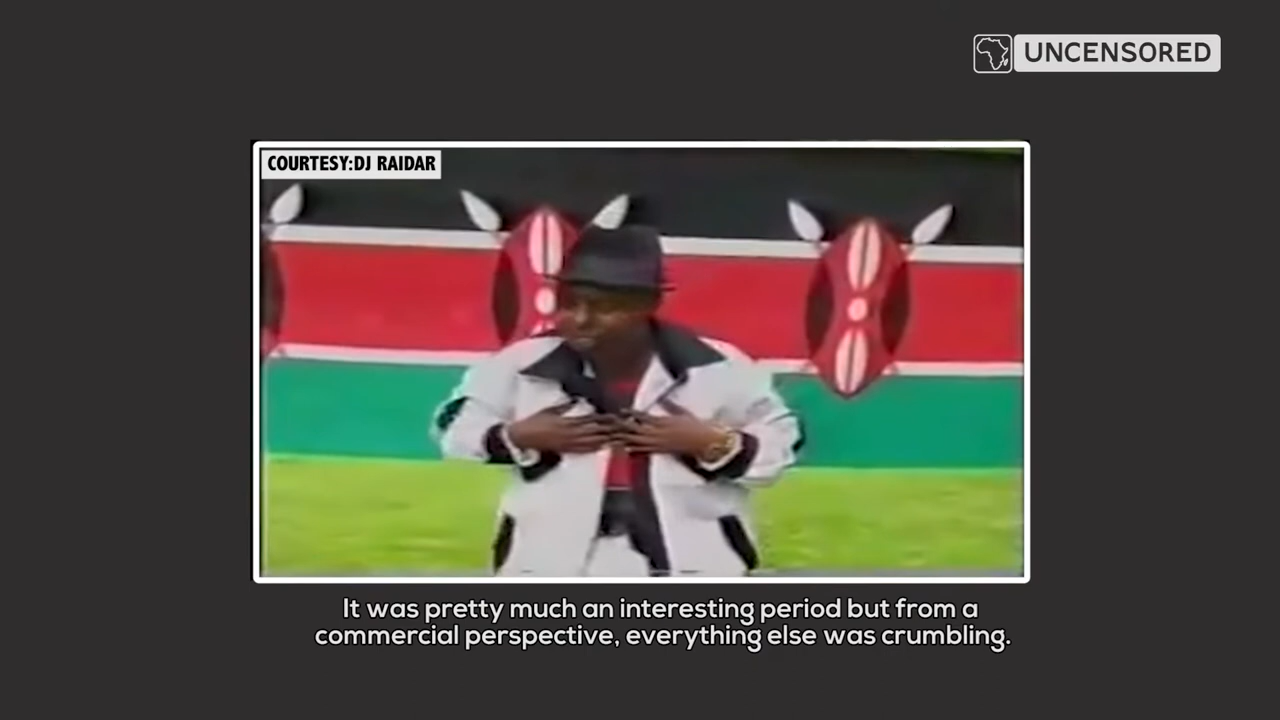 UNCENSORED
COURTESY:DJ RAIDAR
It was pretty much an interesting period but from a
commercial perspective, everything else was crumbling.